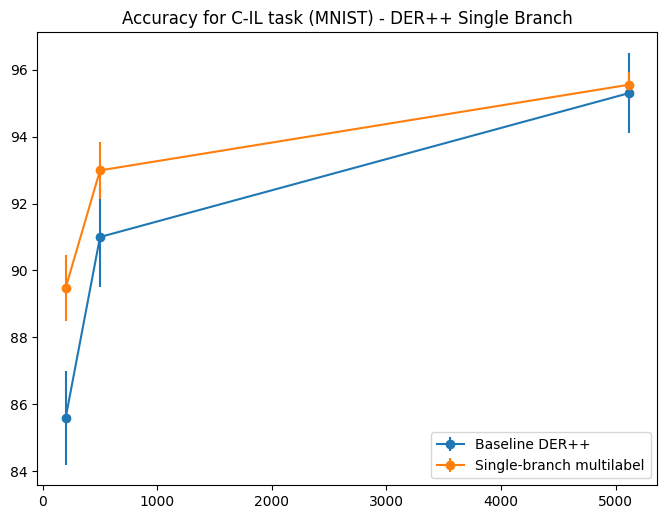 Accuracy for C-IL task (MNIST) - DER++ Single Branch
96
94
92
90
88
86
84
0 1000 2000 3000 4000 5000
Baseline DER++
Single-branch multilabel